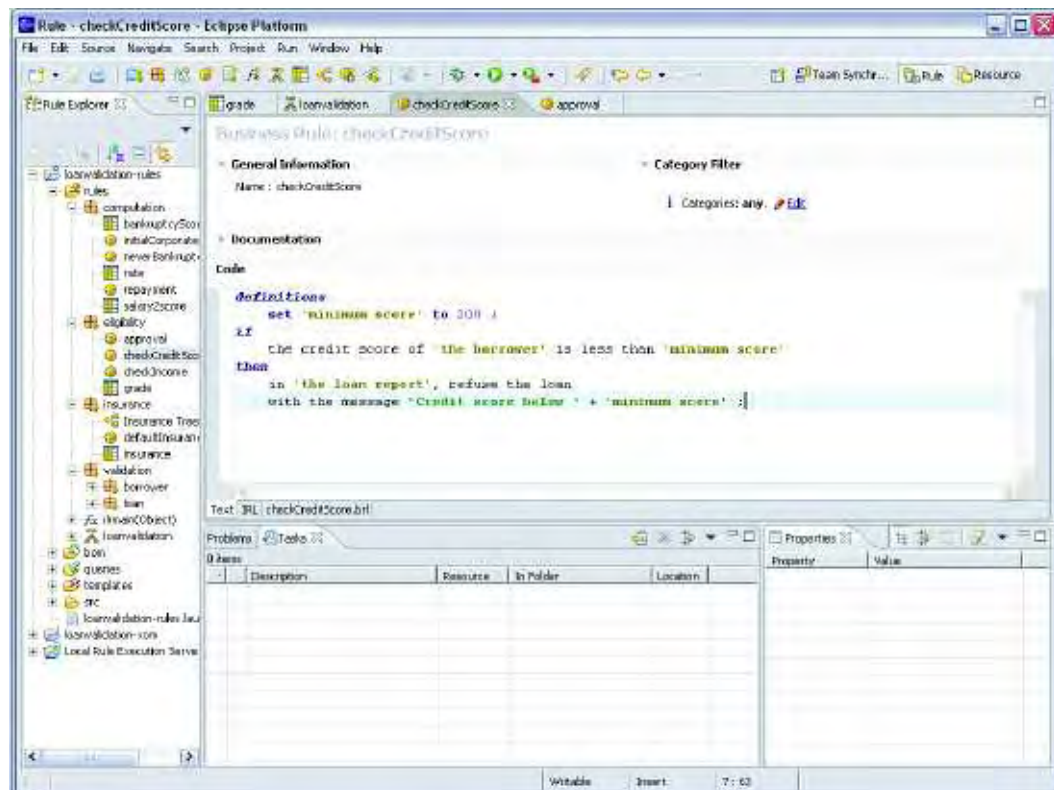 Rule - checkCreditScore - Eclipse Platform
File Edit Source Navigate Search Project Run Window Help
Team Synchr... Rule Resource
Rule Explorer
grade loanvalidation checkCreditScore approval
Business Rule: checkCreditScore
General Information
Category Filter
Name : checkCreditScore
Categories: any. Edit
Documentation
Code
definitions
set 'minimum score' to 200 ;
if
the credit score of 'the borrower' is less than 'minimum score'
then
in 'the loan report', refuse the loan
with the message "Credit score below " + 'minimum score' ;
Text IRL checkCreditScore.brl
loanvalidation-rules
rules
computation
bankruptcyScor
initialCorporate
neverBankrupt
rate
repayment
salary2score
eligibility
approval
checkCreditSco
checkIncome
grade
insurance
Insurance Tree
defaultInsuran
insurance
validation
borrower
loan
ilrmain(Object)
loanvalidation
bom
queries
templates
src
loanvalidation-rules
loanvalidation-xom
Local Rule Execution Serve
Problems Tasks
0 items
Description Resource In Folder Location
Properties
Property Value
Writable Insert 7 : 63